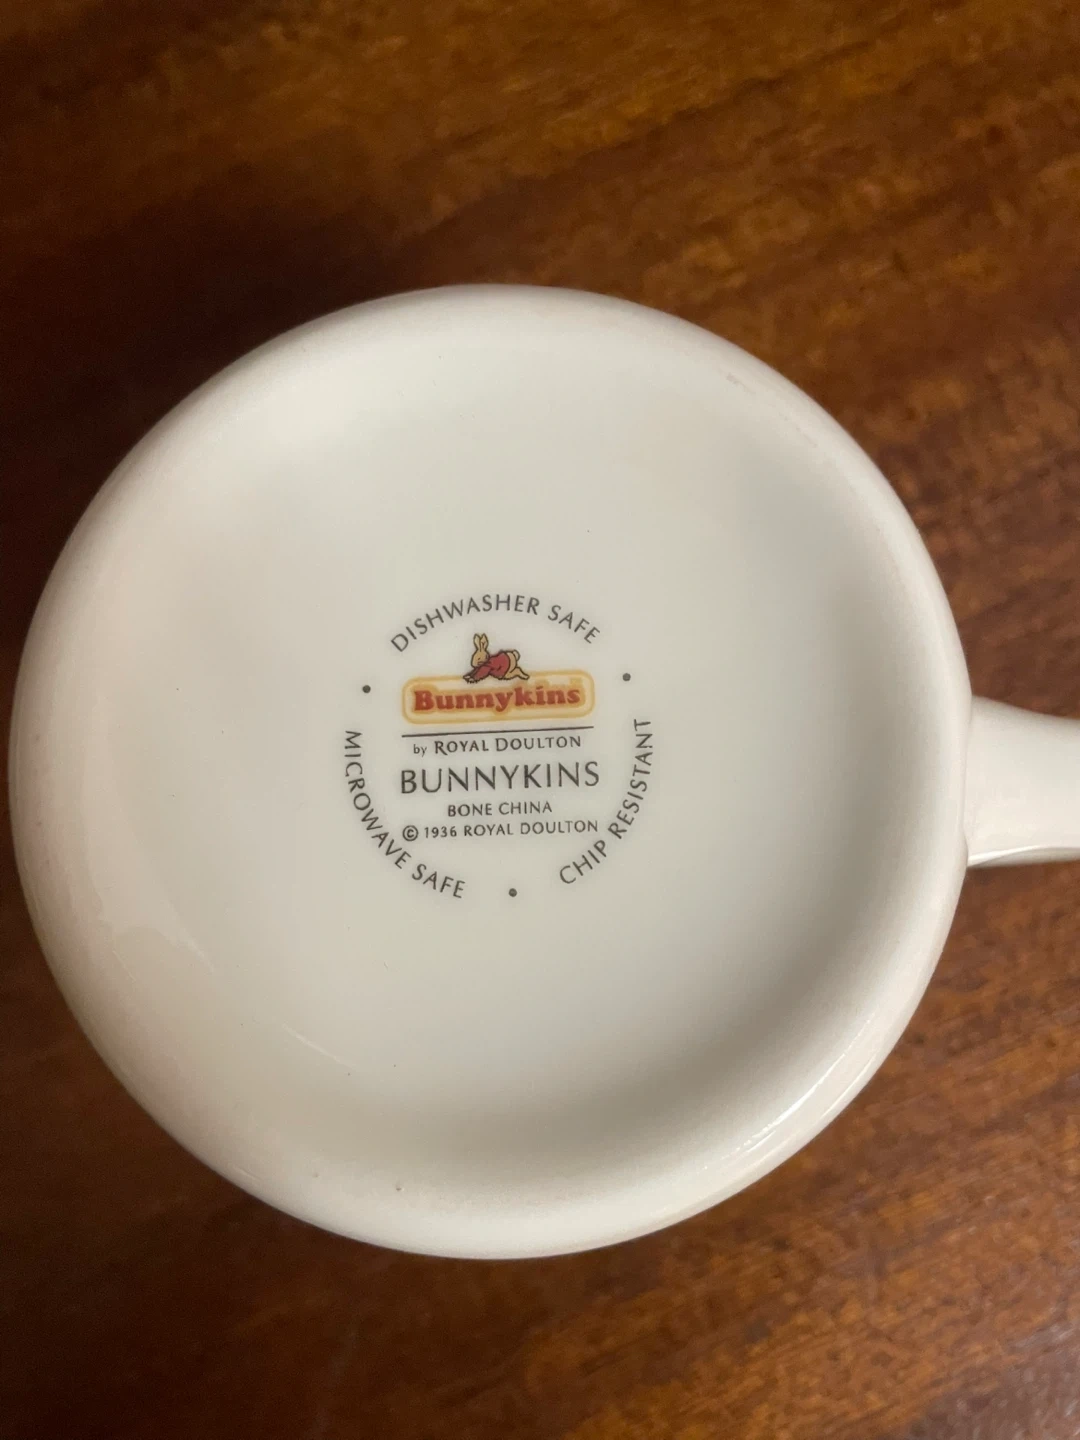 DISHWASHER SAFE
Bunnykins
by ROYAL DOULTON
BUNNYKINS
BONE CHINA
© 1936 ROYAL DOULTON
MICROWAVE SAFE
CHIP RESISTANT